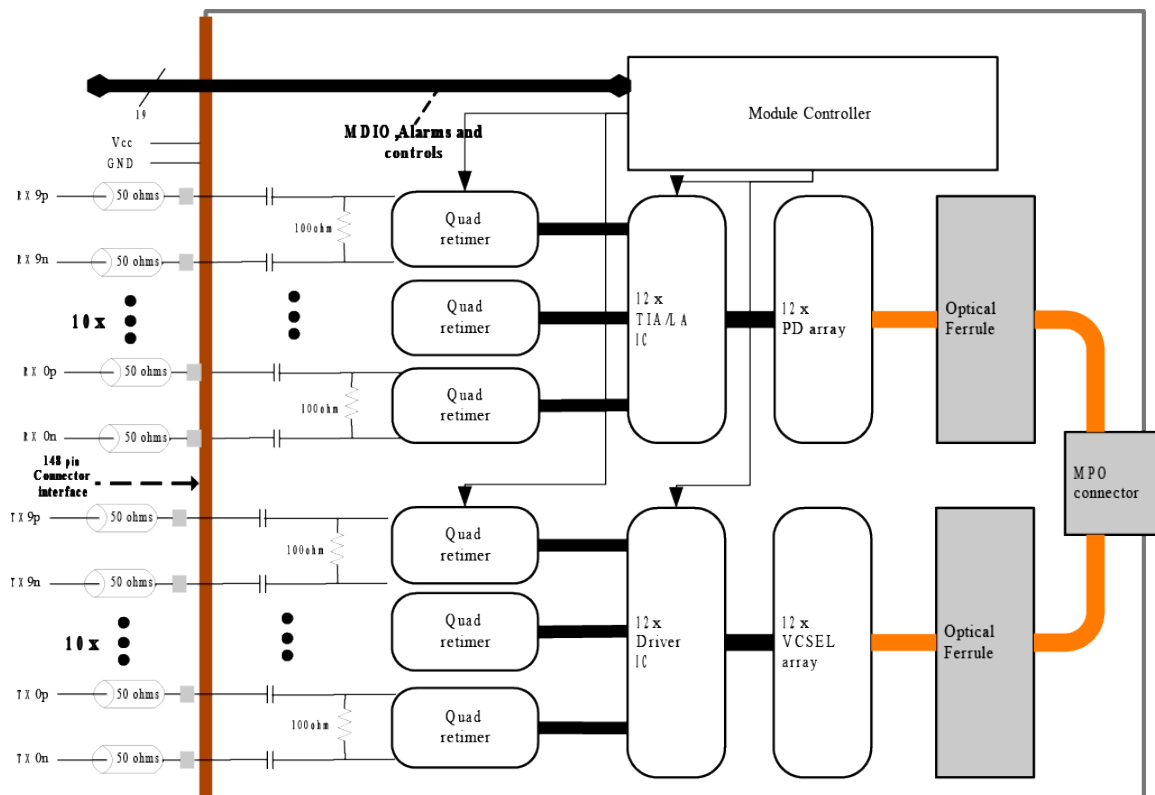 Module Controller
19
MDIO ,Alarms and
controls
Vcc
GND
RX 9p
50 ohms
100ohm
Quad
retimer
RX 9n
50 ohms
10x
Quad
retimer
12 x
TIA/LA
IC
12 x
PD array
Optical
Ferrule
RX 0p
50 ohms
100ohm
Quad
retimer
RX 0n
50 ohms
148 pin
Connector
interface
MPO
connector
TX 9p
50 ohms
100ohm
Quad
retimer
TX 9n
50 ohms
10x
Quad
retimer
12 x
Driver
IC
12 x
VCSEL
array
Optical
Ferrule
TX 0p
50 ohms
100ohm
Quad
retimer
TX 0n
50 ohms